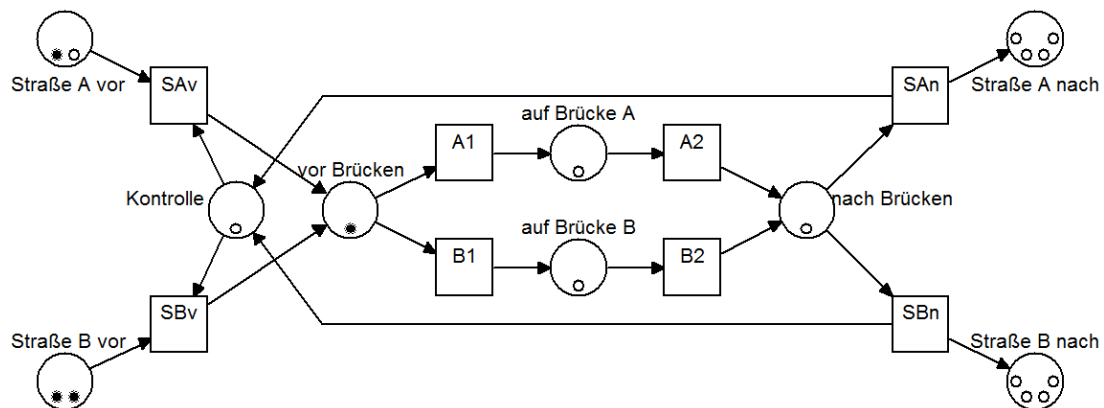 Straße A vor
SAv
SAn
Straße A nach
auf Brücke A
A1
A2
Kontrolle
vor Brücken
nach Brücken
auf Brücke B
B1
B2
SBv
SBn
Straße B vor
Straße B nach